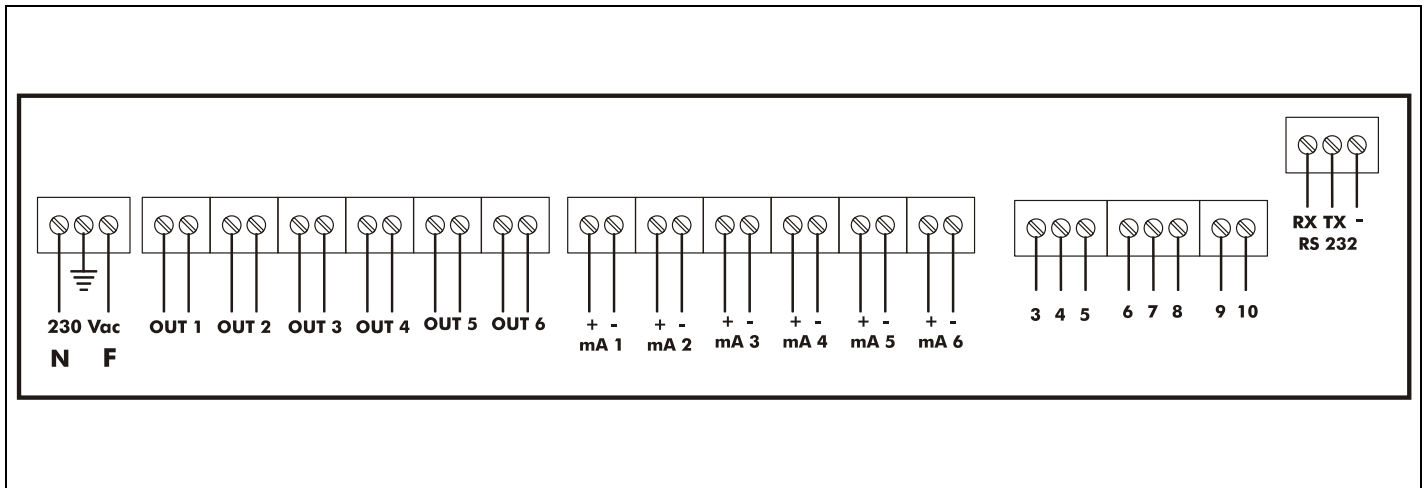 230 Vac
N F
OUT 1 OUT 2 OUT 3 OUT 4 OUT 5 OUT 6
+ - + - + - + - + - + -
mA 1 mA 2 mA 3 mA 4 mA 5 mA 6
3 4 5 6 7 8 9 10
RX TX -
RS 232